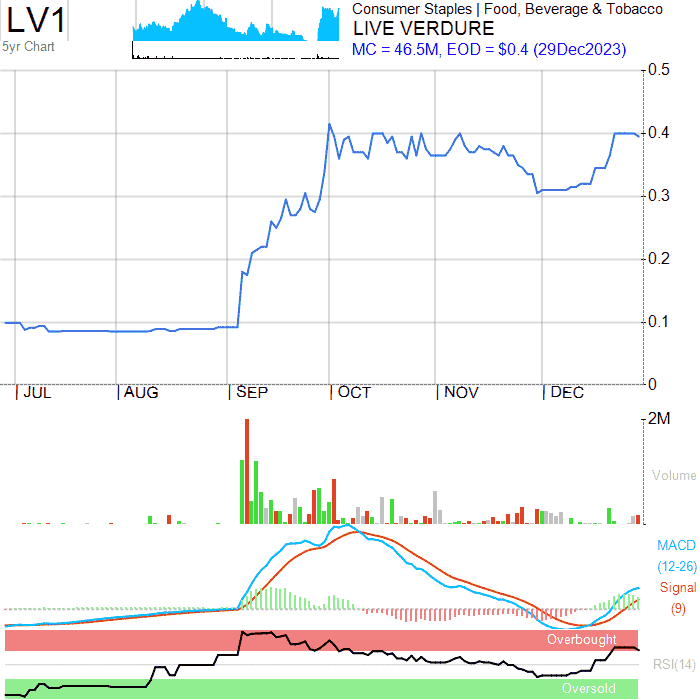 LV1
5yr Chart
Consumer Staples | Food, Beverage & Tobacco
LIVE VERDURE
MC = 46.5M, EOD = $0.4 (29Dec2023)
0.5
0.4
0.3
0.2
0.1
0
JUL AUG SEP OCT NOV DEC
2M
Volume
MACD
(12-26)
Signal
(9)
Overbought
RSI(14)
Oversold